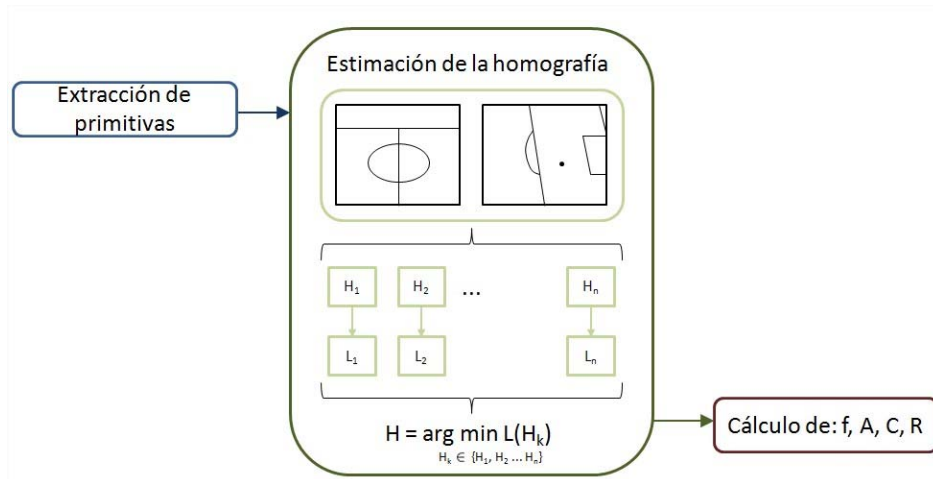 Extracción de
primitivas
Estimación de la homografía
H₁ H₂ ... Hₙ
L₁ L₂ Lₙ
H = arg min L(Hₖ)
Hₖ ∈ {H₁, H₂ ... Hₙ}
Cálculo de: f, A, C, R